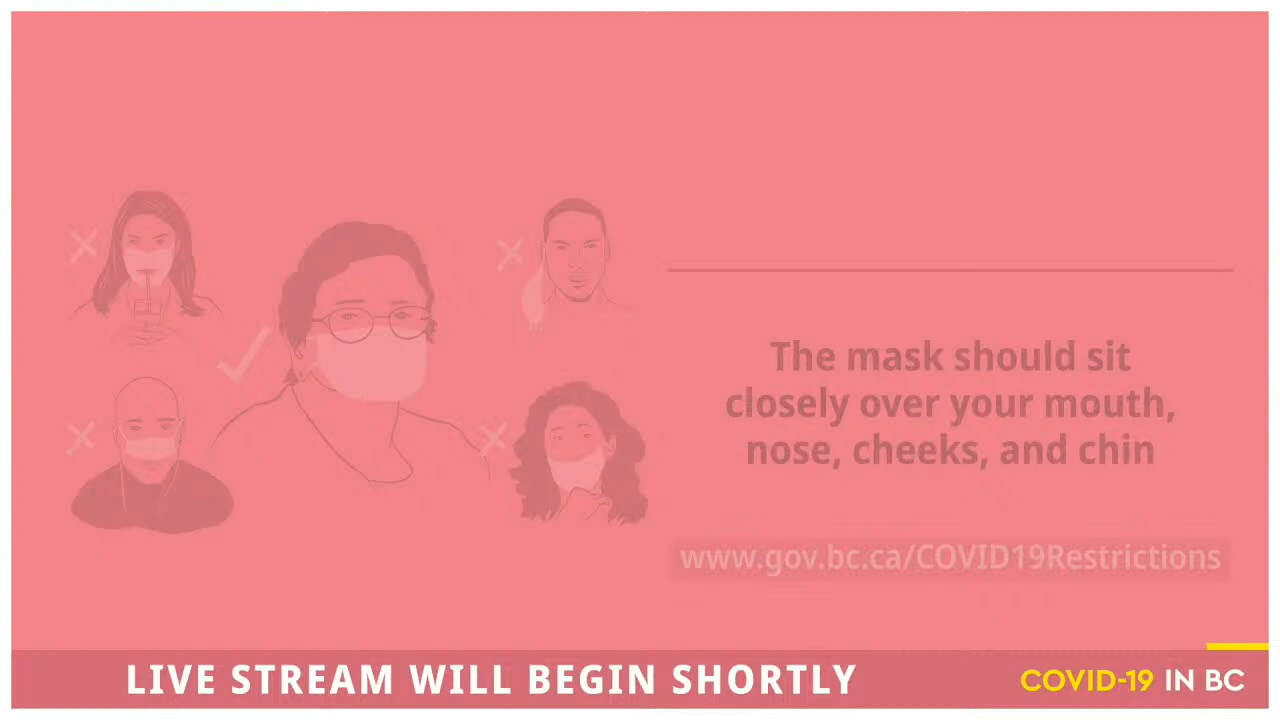 The mask should sit
closely over your mouth,
nose, cheeks, and chin
www.gov.bc.ca/COVID19Restrictions
LIVE STREAM WILL BEGIN SHORTLY
COVID-19 IN BC